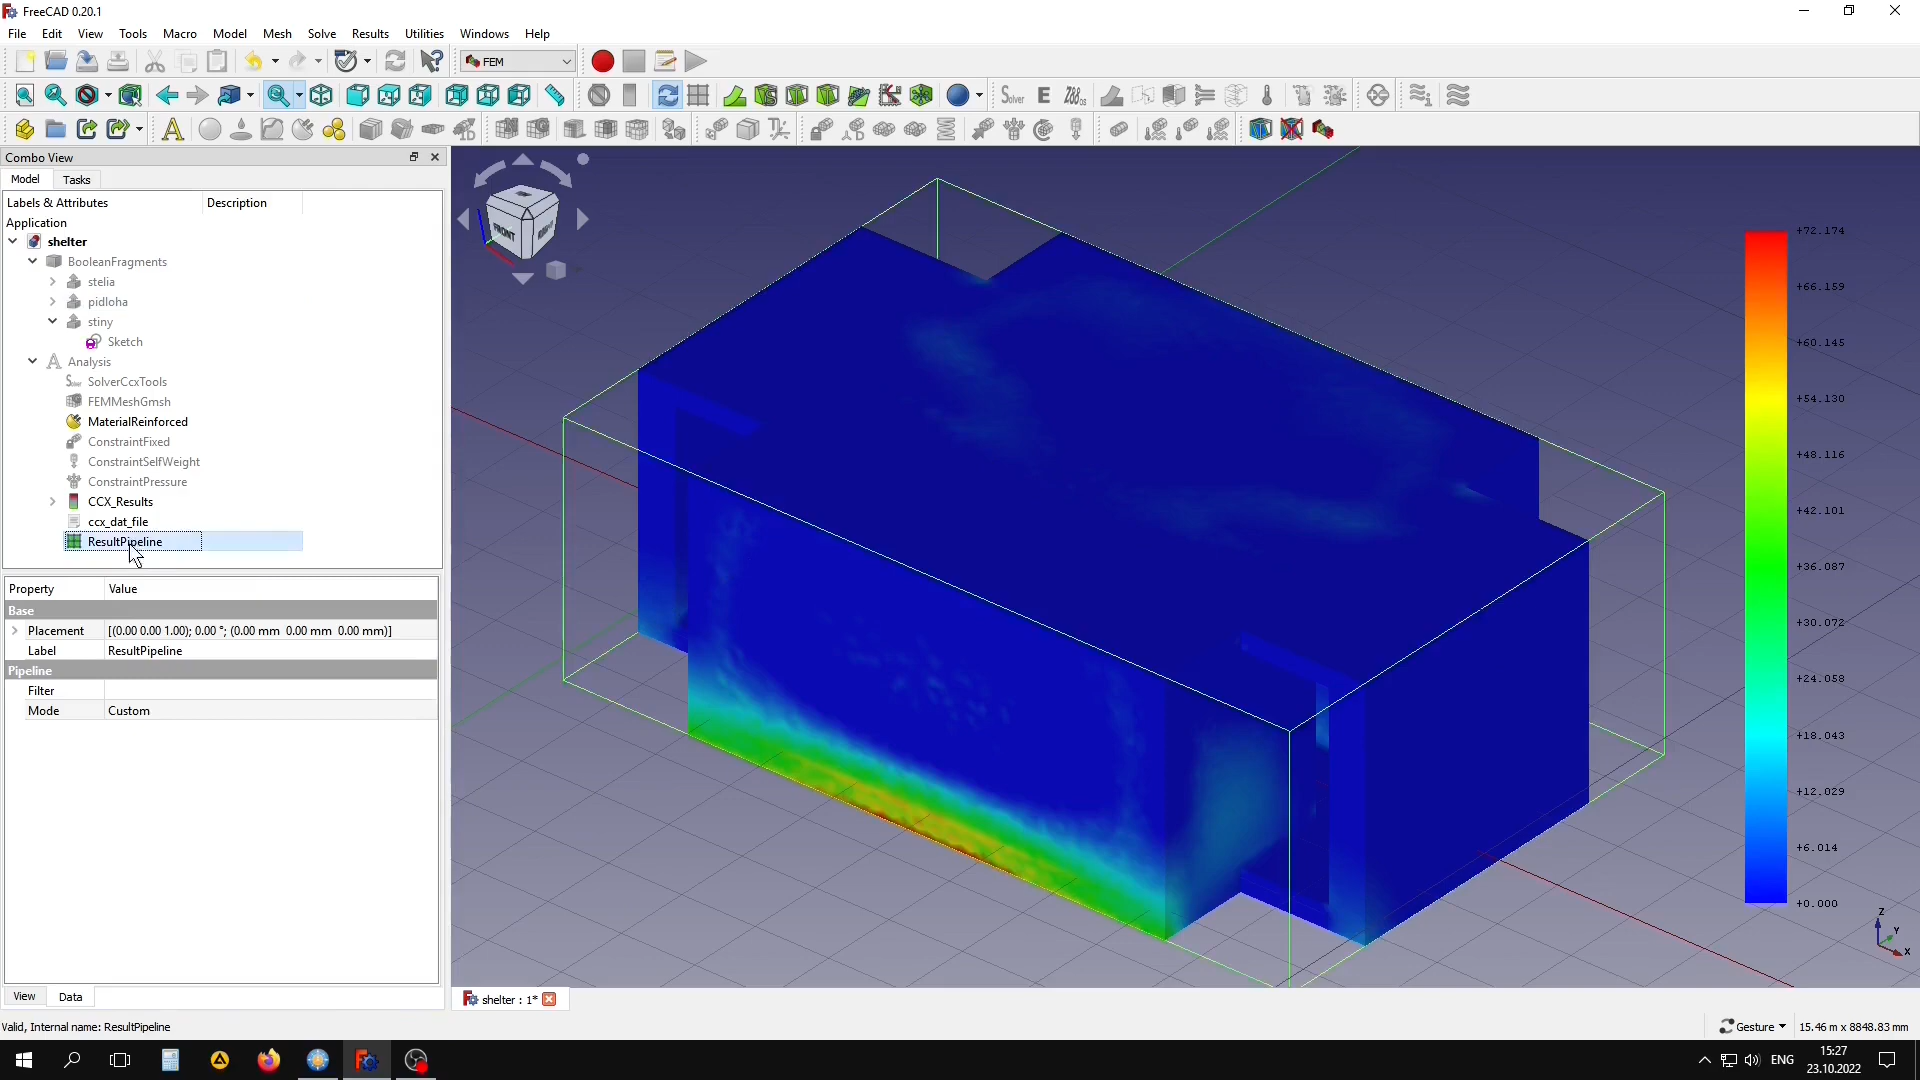 FreeCAD 0.20.1
File Edit View Tools Macro Model Mesh Solve Results Utilities Windows Help
FEM
Solver E Z88os
Combo View
Model Tasks
Labels & Attributes Description
Application
shelter
BooleanFragments
stelia
pidloha
stiny
Sketch
Analysis
SolverCcxTools
FEMMeshGmsh
MaterialReinforced
ConstraintFixed
ConstraintSelfWeight
ConstraintPressure
CCX_Results
ccx_dat_file
ResultPipeline
Property Value
Base
Placement [(0.00 0.00 1.00); 0.00 °; (0.00 mm 0.00 mm 0.00 mm)]
Label ResultPipeline
Pipeline
Filter
Mode Custom
View Data
FRONT
RIGHT
+72.174
+66.159
+60.145
+54.130
+48.116
+42.101
+36.087
+30.072
+24.058
+18.043
+12.029
+6.014
+0.000
Z
Y
X
shelter : 1*
Valid, Internal name: ResultPipeline
Gesture 15.46 m x 8848.83 mm
ENG
15:27
23.10.2022